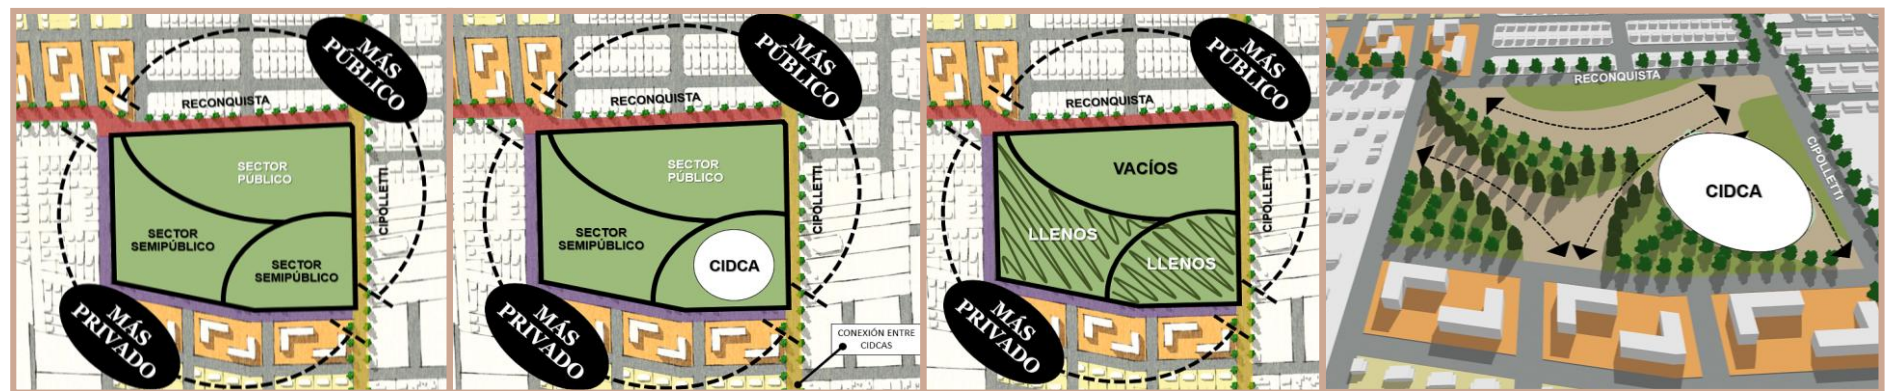 MÁS
PÚBLICO
RECONQUISTA
SECTOR
PÚBLICO
CIPOLLETTI
SECTOR
SEMIPÚBLICO
SECTOR
SEMIPÚBLICO
MÁS
PRIVADO
MÁS
PÚBLICO
RECONQUISTA
SECTOR
PÚBLICO
CIPOLLETTI
SECTOR
SEMIPÚBLICO
CIDCA
MÁS
PRIVADO
CONEXIÓN ENTRE
CIDCAS
MÁS
PÚBLICO
RECONQUISTA
VACÍOS
CIPOLLETTI
LLENOS
LLENOS
MÁS
PRIVADO
RECONQUISTA
CIPOLLETTI
CIDCA